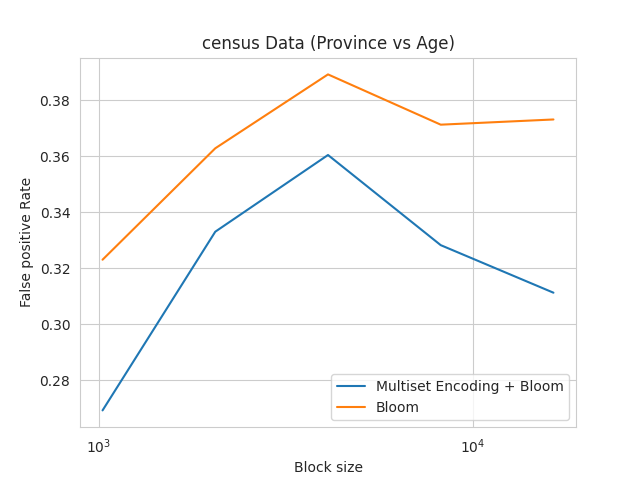 census Data (Province vs Age)
False positive Rate
0.38
0.36
0.34
0.32
0.30
0.28
Multiset Encoding + Bloom
Bloom
10³
10⁴
Block size